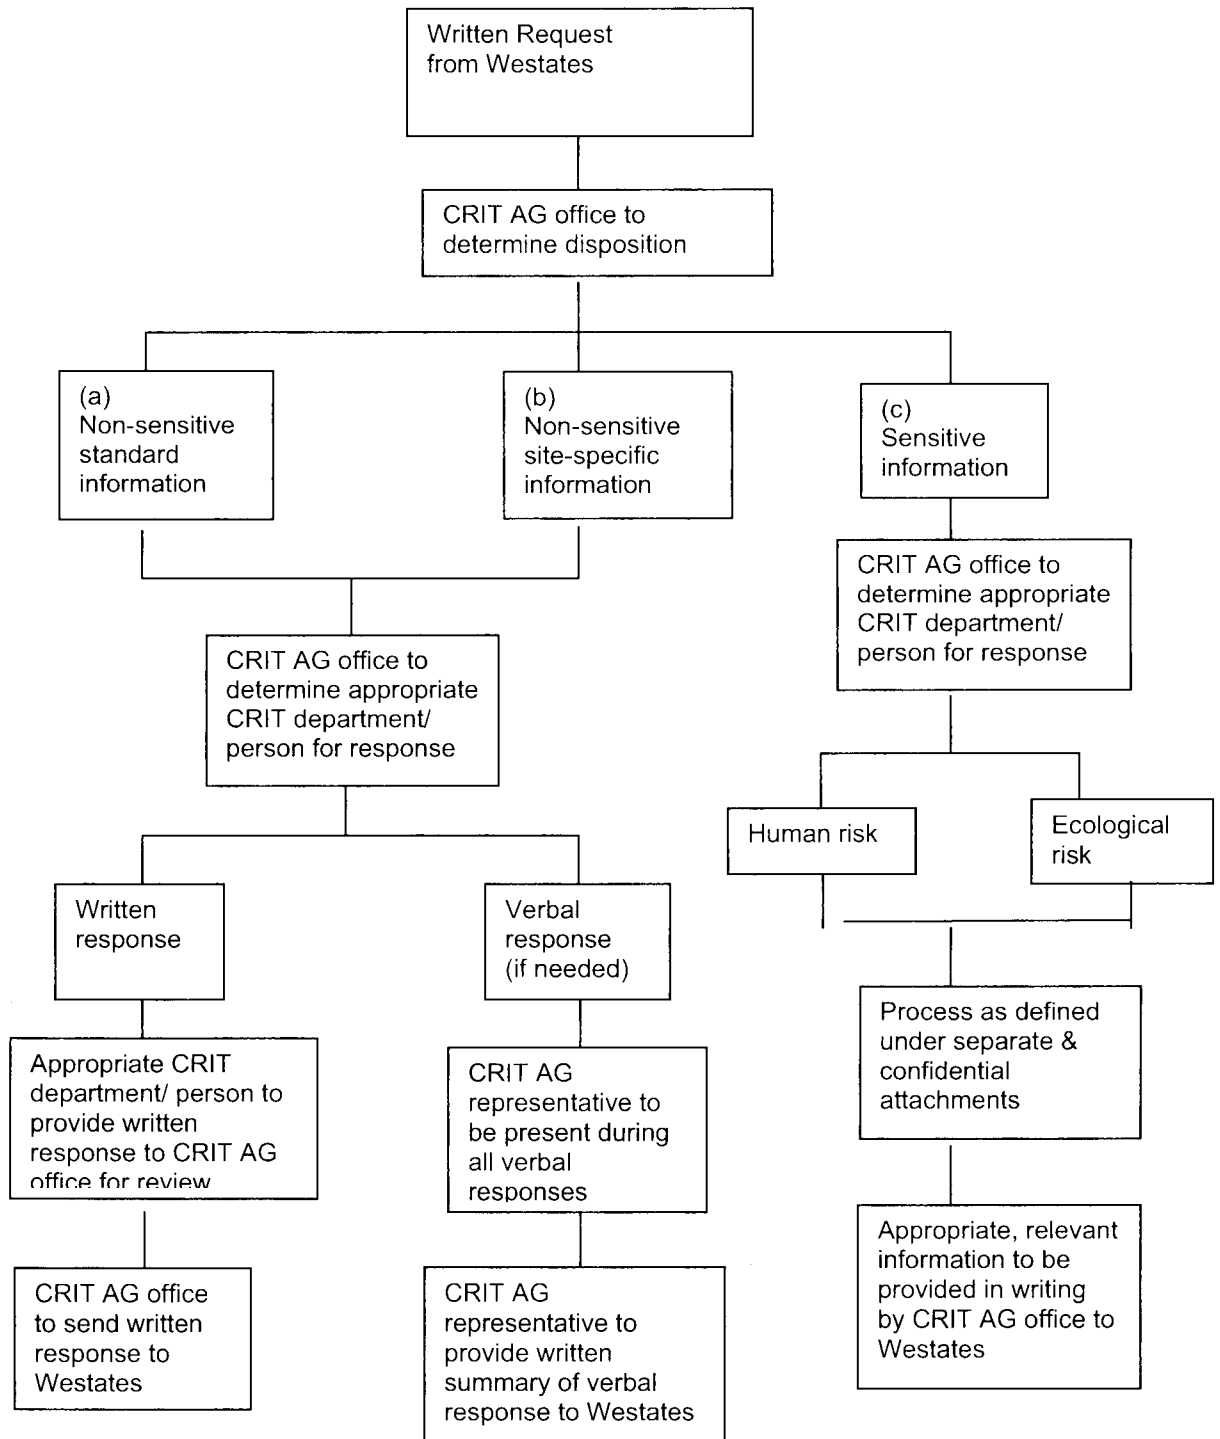 Written Request
from Westates
CRIT AG office to
determine disposition
(a)
Non-sensitive
standard
information
(b)
Non-sensitive
site-specific
information
(c)
Sensitive
information
CRIT AG office to
determine appropriate
CRIT department/
person for response
CRIT AG office to
determine appropriate
CRIT department/
person for response
Human risk
Ecological
risk
Written
response
Verbal
response
(if needed)
Process as defined
under separate &
confidential
attachments
Appropriate CRIT
department/ person to
provide written
response to CRIT AG
office for review
CRIT AG
representative to
be present during
all verbal
responses
Appropriate, relevant
information to be
provided in writing
by CRIT AG office to
Westates
CRIT AG office
to send written
response to
Westates
CRIT AG
representative to
provide written
summary of verbal
response to Westates